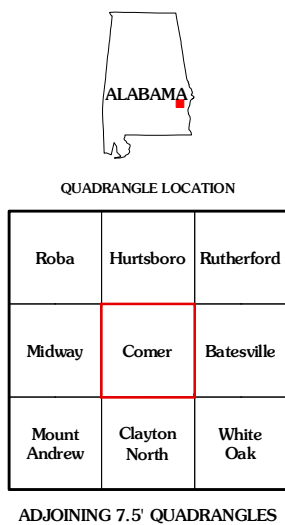 ALABAMA
QUADRANGLE LOCATION
Roba Hurtsboro Rutherford
Midway Comer Batesville
Mount Clayton White
Andrew North Oak
ADJOINING 7.5' QUADRANGLES